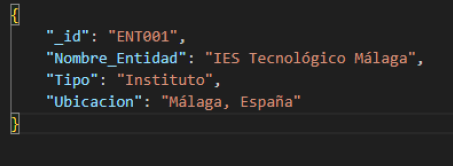 {
"_id": "ENT001",
"Nombre_Entidad": "IES Tecnológico Málaga",
"Tipo": "Instituto",
"Ubicacion": "Málaga, España"
}